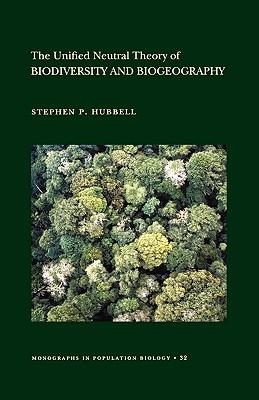 The Unified Neutral Theory of
BIODIVERSITY AND BIOGEOGRAPHY
STEPHEN P. HUBBELL
MONOGRAPHS IN POPULATION BIOLOGY • 32